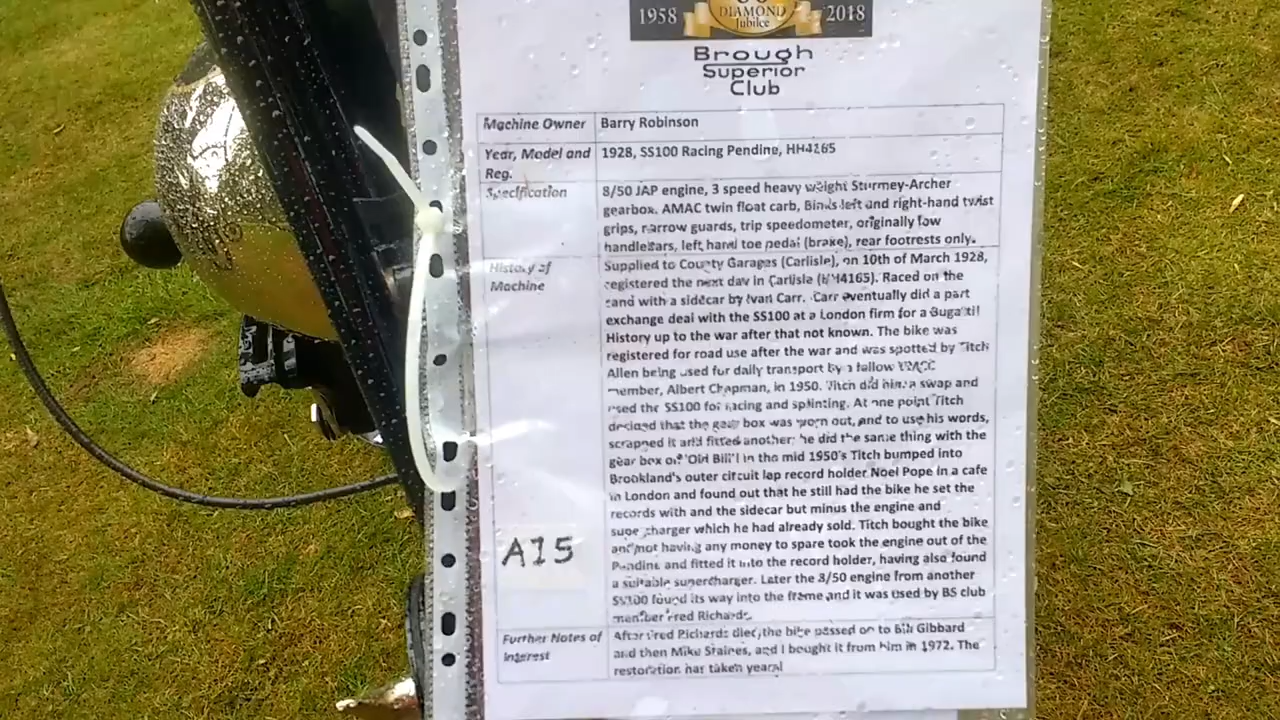 1958 DIAMOND Jubilee 2018
Brough
Superior
Club
Machine Owner Barry Robinson
Year, Model and Reg. 1928, SS100 Racing Pendine, HH4165
Specification 8/50 JAP engine, 3 speed heavy weight Sturmey-Archer
gearbox. AMAC twin float carb, Binks left and right-hand twist
grips, narrow guards, trip speedometer, originally low
handlebars, left hand toe pedal (brake), rear footrests only.
History of Machine Supplied to County Garages (Carlisle), on 10th of March 1928,
registered the next day in Carlisle (HH4165). Raced on the
sand with a sidecar by Ivan Carr. Carr eventually did a part
exchange deal with the SS100 at a London firm for a Bugatti!
History up to the war after that not known. The bike was
registered for road use after the war and was spotted by Titch
Allen being used for daily transport by a fellow VMCC
member, Albert Chapman, in 1950. Titch did him a swap and
used the SS100 for racing and sprinting. At one point Titch
decided that the gear box was worn out, and to use his words,
scrapped it and fitted another; he did the same thing with the
gear box of 'Old Bill'! In the mid 1950's Titch bumped into
Brookland's outer circuit lap record holder Noel Pope in a cafe
in London and found out that he still had the bike he set the
records with and the sidecar but minus the engine and
supercharger which he had already sold. Titch bought the bike
and not having any money to spare took the engine out of the
Pendine and fitted it into the record holder, having also found
a suitable supercharger. Later the 8/50 engine from another
SS100 found its way into the frame and it was used by BS club
member Fred Richards.
A15
Further Notes of Interest After Fred Richards died, the bike passed on to Bill Gibbard
and then Mike Staines, and I bought it from him in 1972. The
restoration has taken years!